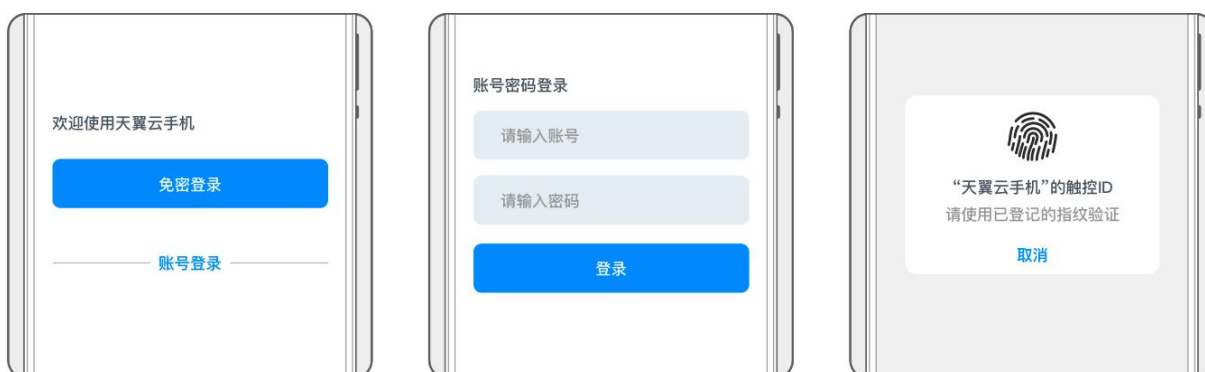 欢迎使用天翼云手机
免密登录
账号登录
账号密码登录
请输入账号
请输入密码
登录
“天翼云手机”的触控ID
请使用已登记的指纹验证
取消